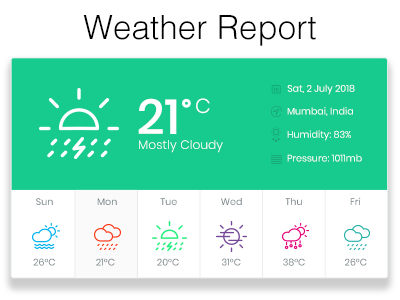 Weather Report
21° C
Mostly Cloudy
Sat, 2 July 2018
Mumbai, India
Humidity: 83%
Pressure: 1011mb
Sun Mon Tue Wed Thu Fri
26°C 21°C 20°C 31°C 38°C 26°C